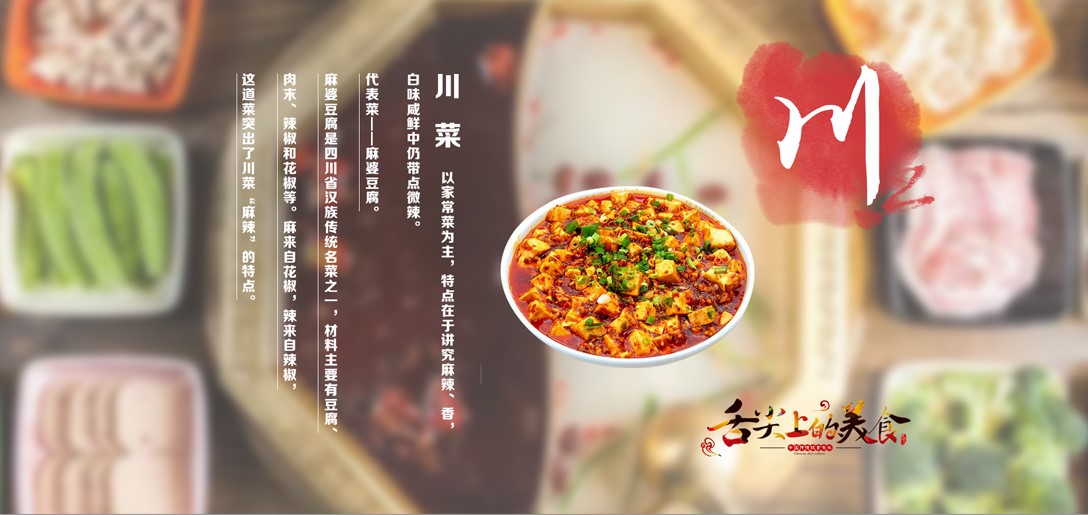 川菜 以家常菜为主，特点在于讲究麻辣、香，
白味咸鲜中仍带点微辣。
代表菜——麻婆豆腐。
麻婆豆腐是四川省汉族传统名菜之一，材料主要有豆腐、
肉末、辣椒和花椒等。麻来自花椒，辣来自辣椒，
这道菜突出了川菜“麻辣”的特点。
川
舌尖上的美食